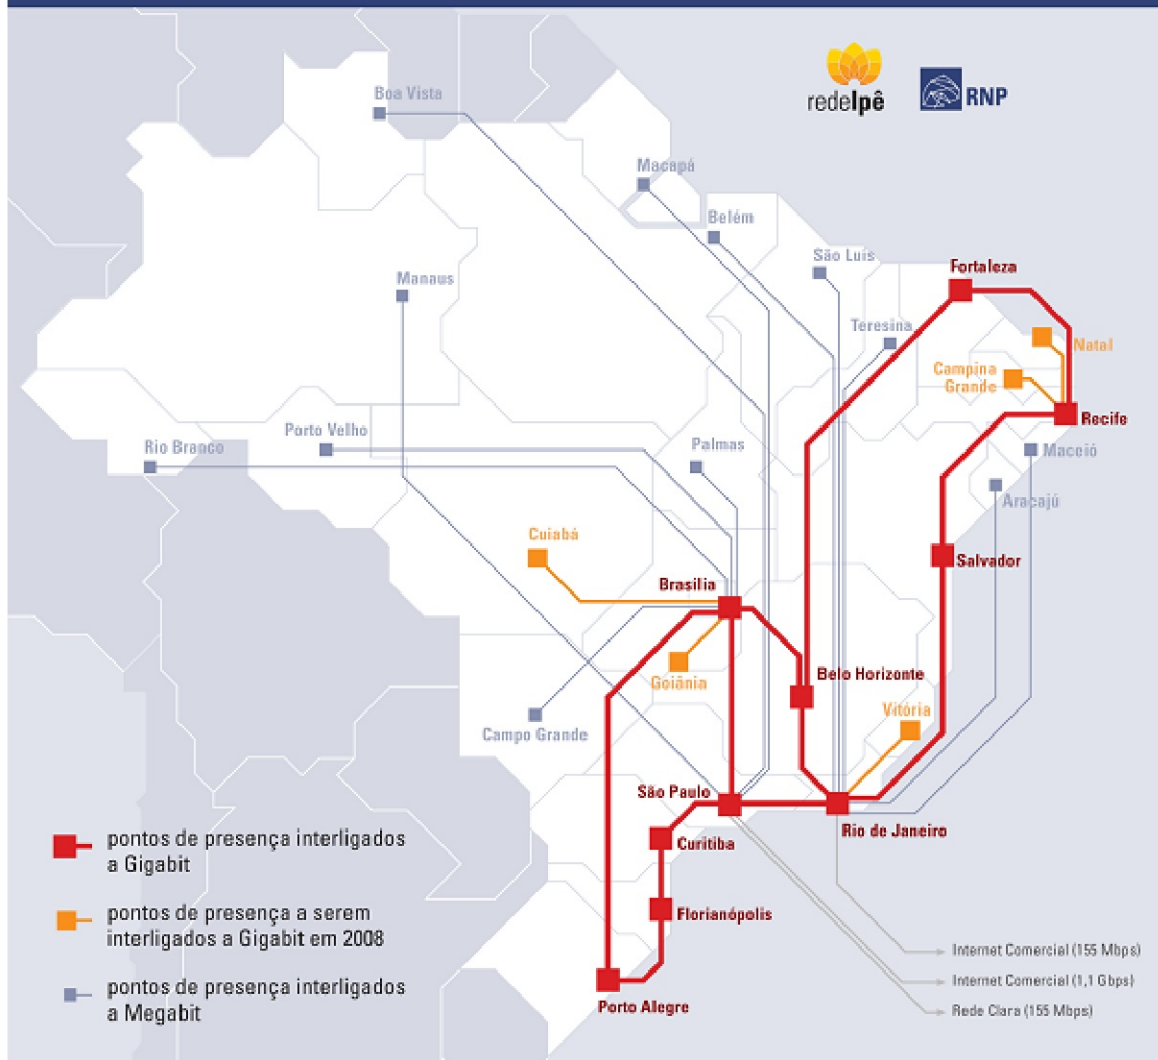 redeIpê
RNP
Boa Vista
Macapá
Belém
São Luís
Fortaleza
Manaus
Teresina
Natal
Campina
Grande
Recife
Rio Branco
Porto Velho
Palmas
Maceió
Aracajú
Cuiabá
Salvador
Brasília
Goiânia
Belo Horizonte
Vitória
Campo Grande
São Paulo
Rio de Janeiro
Curitiba
Florianópolis
Porto Alegre
pontos de presença interligados
a Gigabit
pontos de presença a serem
interligados a Gigabit em 2008
pontos de presença interligados
a Megabit
Internet Comercial (155 Mbps)
Internet Comercial (1,1 Gbps)
Rede Clara (155 Mbps)